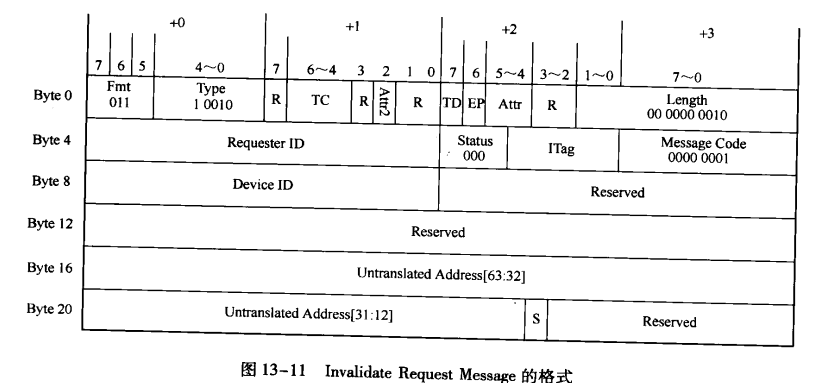 +0 +1 +2 +3
7 6 5 4～0 7 6～4 3 2 1 0 7 6 5～4 3～2 1～0 7～0
Byte 0 Fmt 011 Type 1 0010 R TC R Attr2 R TD EP Attr R Length 00 0000 0010
Byte 4 Requester ID Status 000 ITag Message Code 0000 0001
Byte 8 Device ID Reserved
Byte 12 Reserved
Byte 16 Untranslated Address[63:32]
Byte 20 Untranslated Address[31:12] S Reserved
图 13-11 Invalidate Request Message 的格式